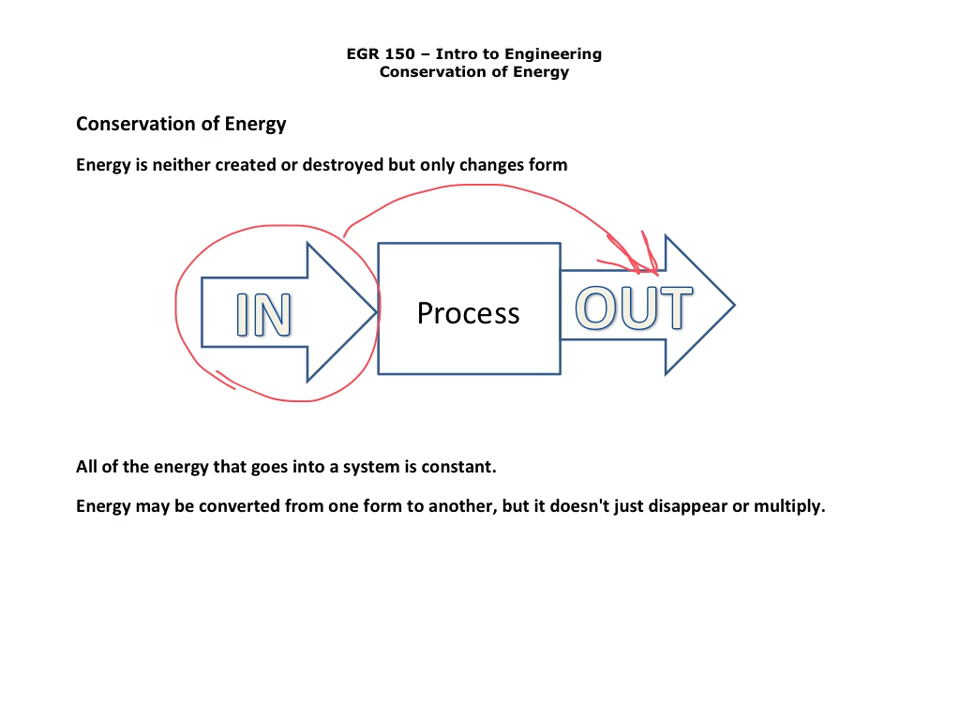 EGR 150 – Intro to Engineering
Conservation of Energy
Conservation of Energy
Energy is neither created or destroyed but only changes form
IN
Process
OUT
All of the energy that goes into a system is constant.
Energy may be converted from one form to another, but it doesn't just disappear or multiply.